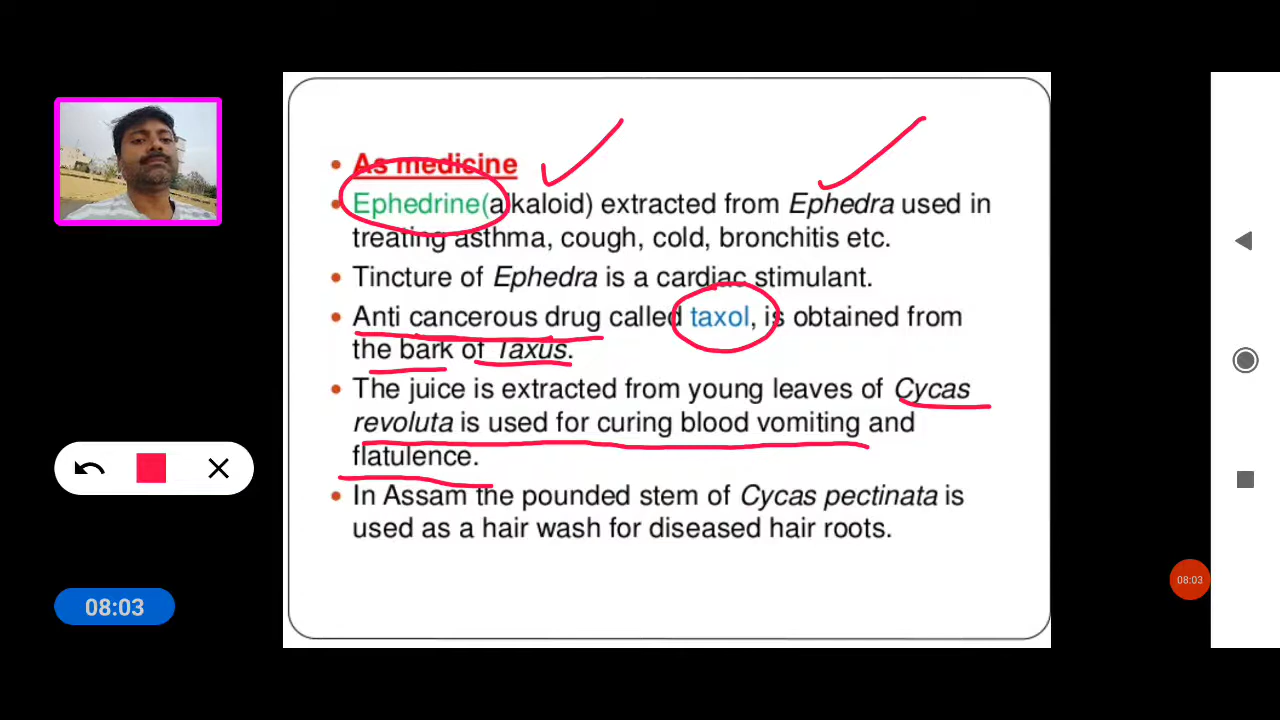 As medicine
Ephedrine(alkaloid) extracted from Ephedra used in
treating asthma, cough, cold, bronchitis etc.
Tincture of Ephedra is a cardiac stimulant.
Anti cancerous drug called taxol, is obtained from
the bark of Taxus.
The juice is extracted from young leaves of Cycas
revoluta is used for curing blood vomiting and
flatulence.
In Assam the pounded stem of Cycas pectinata is
used as a hair wash for diseased hair roots.
08:03
08:03